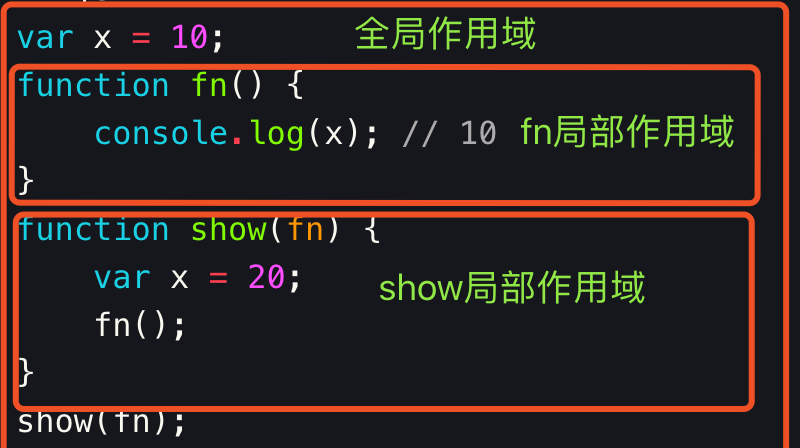 var x = 10; 全局作用域
function fn() {
    console.log(x); // 10 fn局部作用域
}
function show(fn) {
    var x = 20;
show局部作用域
    fn();
}
show(fn);